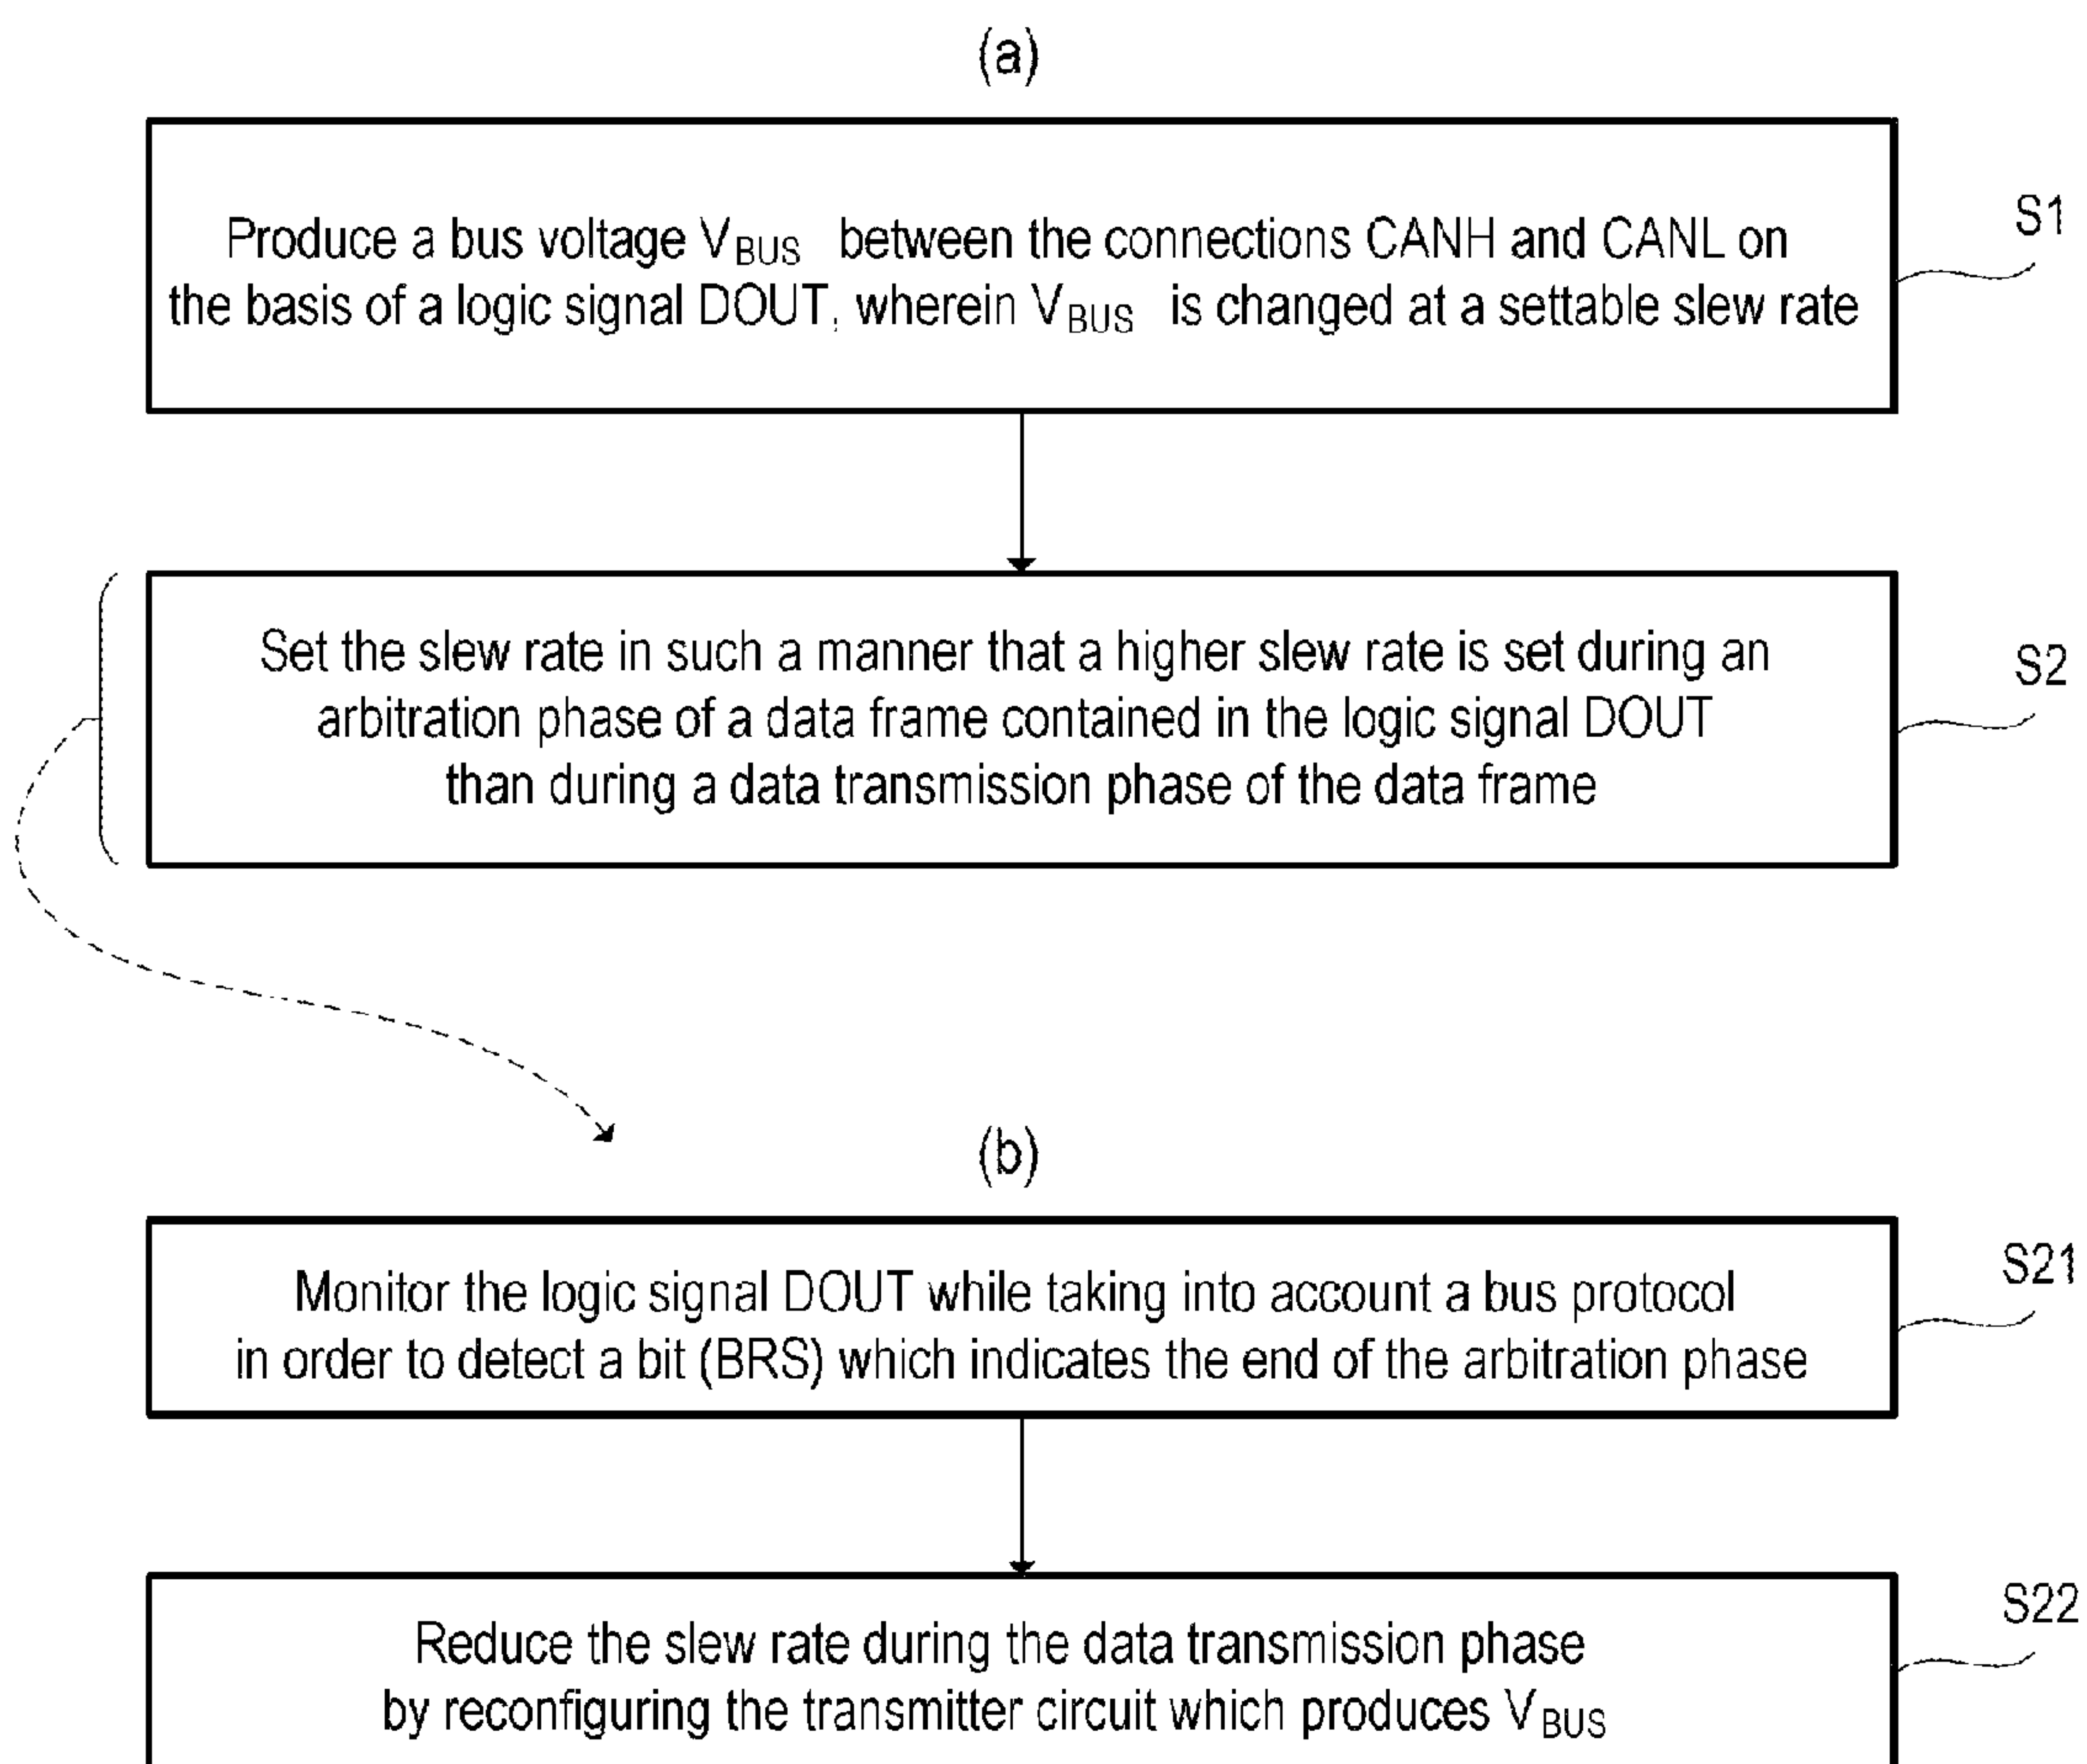 (a)
Produce a bus voltage VBUS between the connections CANH and CANL on
the basis of a logic signal DOUT, wherein VBUS is changed at a settable slew rate
S1
Set the slew rate in such a manner that a higher slew rate is set during an
arbitration phase of a data frame contained in the logic signal DOUT
than during a data transmission phase of the data frame
S2
(b)
Monitor the logic signal DOUT while taking into account a bus protocol
in order to detect a bit (BRS) which indicates the end of the arbitration phase
S21
Reduce the slew rate during the data transmission phase
by reconfiguring the transmitter circuit which produces VBUS
S22